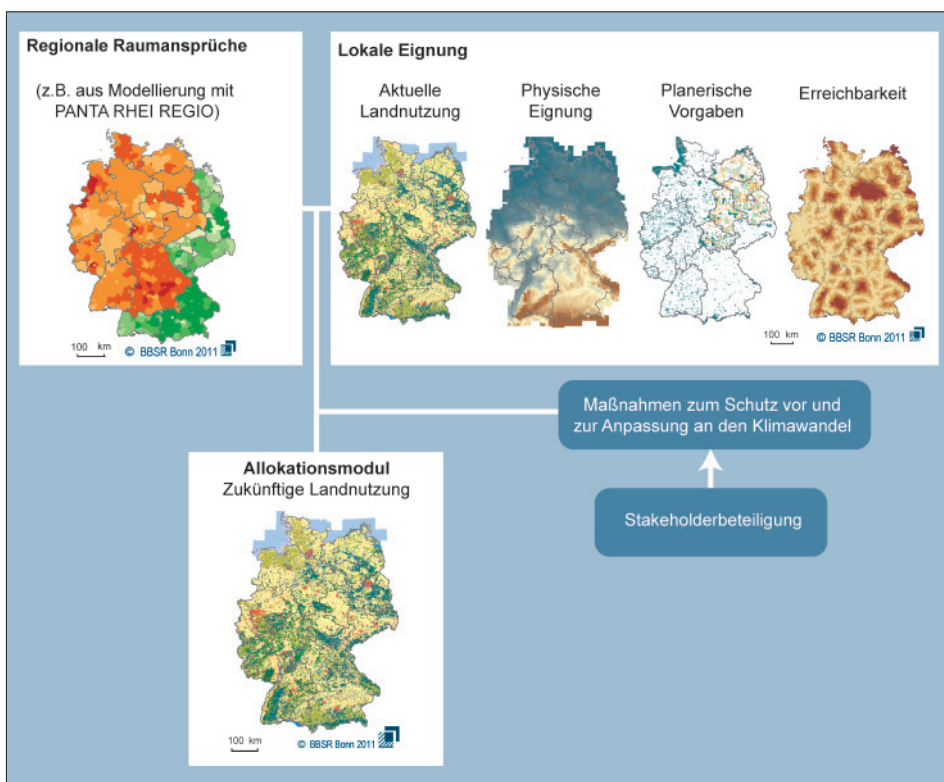 Regionale Raumansprüche
(z.B. aus Modellierung mit
PANTA RHEI REGIO)
100 km
© BBSR Bonn 2011
Lokale Eignung
Aktuelle
Landnutzung
Physische
Eignung
Planerische
Vorgaben
Erreichbarkeit
100 km
© BBSR Bonn 2011
Maßnahmen zum Schutz vor und
zur Anpassung an den Klimawandel
Stakeholderbeteiligung
Allokationsmodul
Zukünftige Landnutzung
100 km
© BBSR Bonn 2011